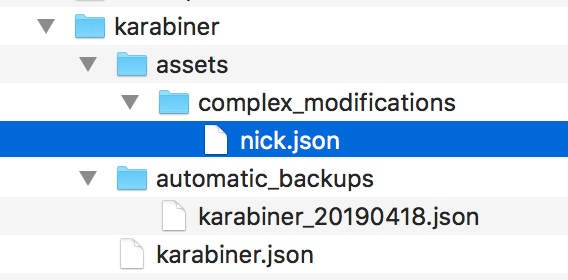 karabiner
assets
complex_modifications
nick.json
automatic_backups
karabiner_20190418.json
karabiner.json